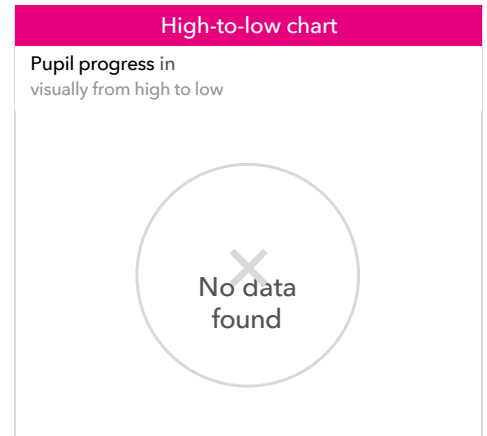 High-to-low chart
Pupil progress in
visually from high to low
No data
found